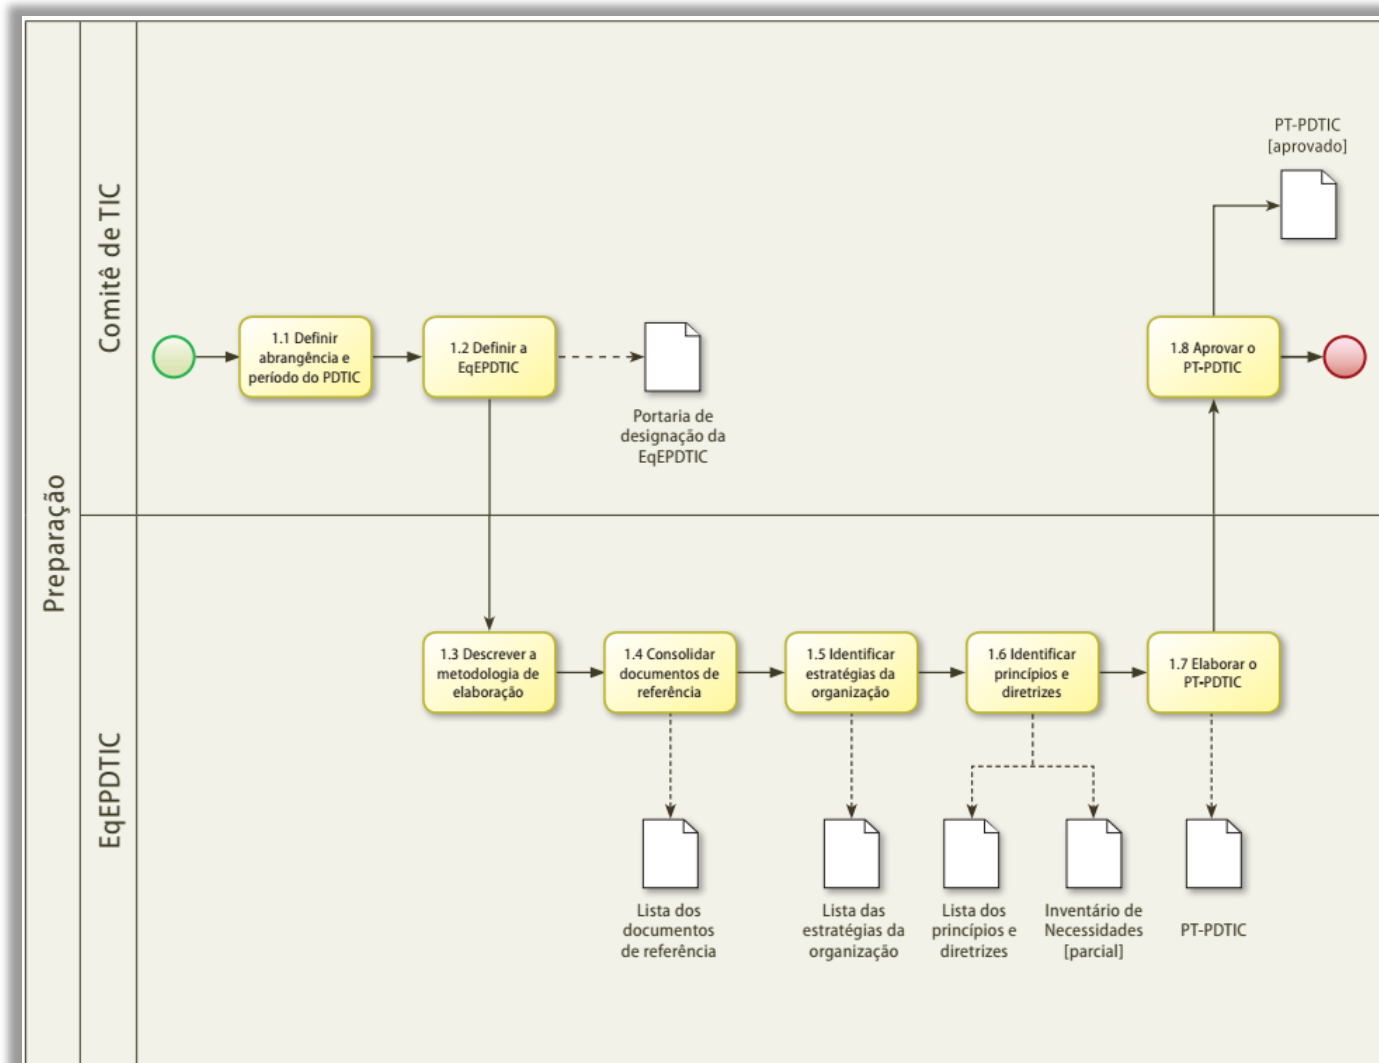 Preparação
Comitê de TIC
1.1 Definir
abrangência e
período do PDTIC
1.2 Definir a
EqEPDTIC
Portaria de
designação da
EqEPDTIC
PT-PDTIC
[aprovado]
1.8 Aprovar o
PT-PDTIC
EqEPDTIC
1.3 Descrever a
metodologia de
elaboração
1.4 Consolidar
documentos de
referência
1.5 Identificar
estratégias da
organização
1.6 Identificar
princípios e
diretrizes
1.7 Elaborar o
PT-PDTIC
Lista dos
documentos
de referência
Lista das
estratégias da
organização
Lista dos
princípios e
diretrizes
Inventário de
Necessidades
[parcial]
PT-PDTIC